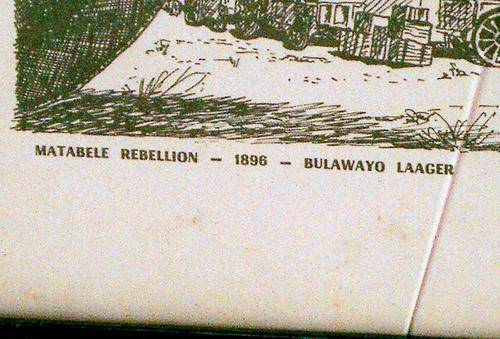 MATABELE REBELLION – 1896 – BULAWAYO LAAGER